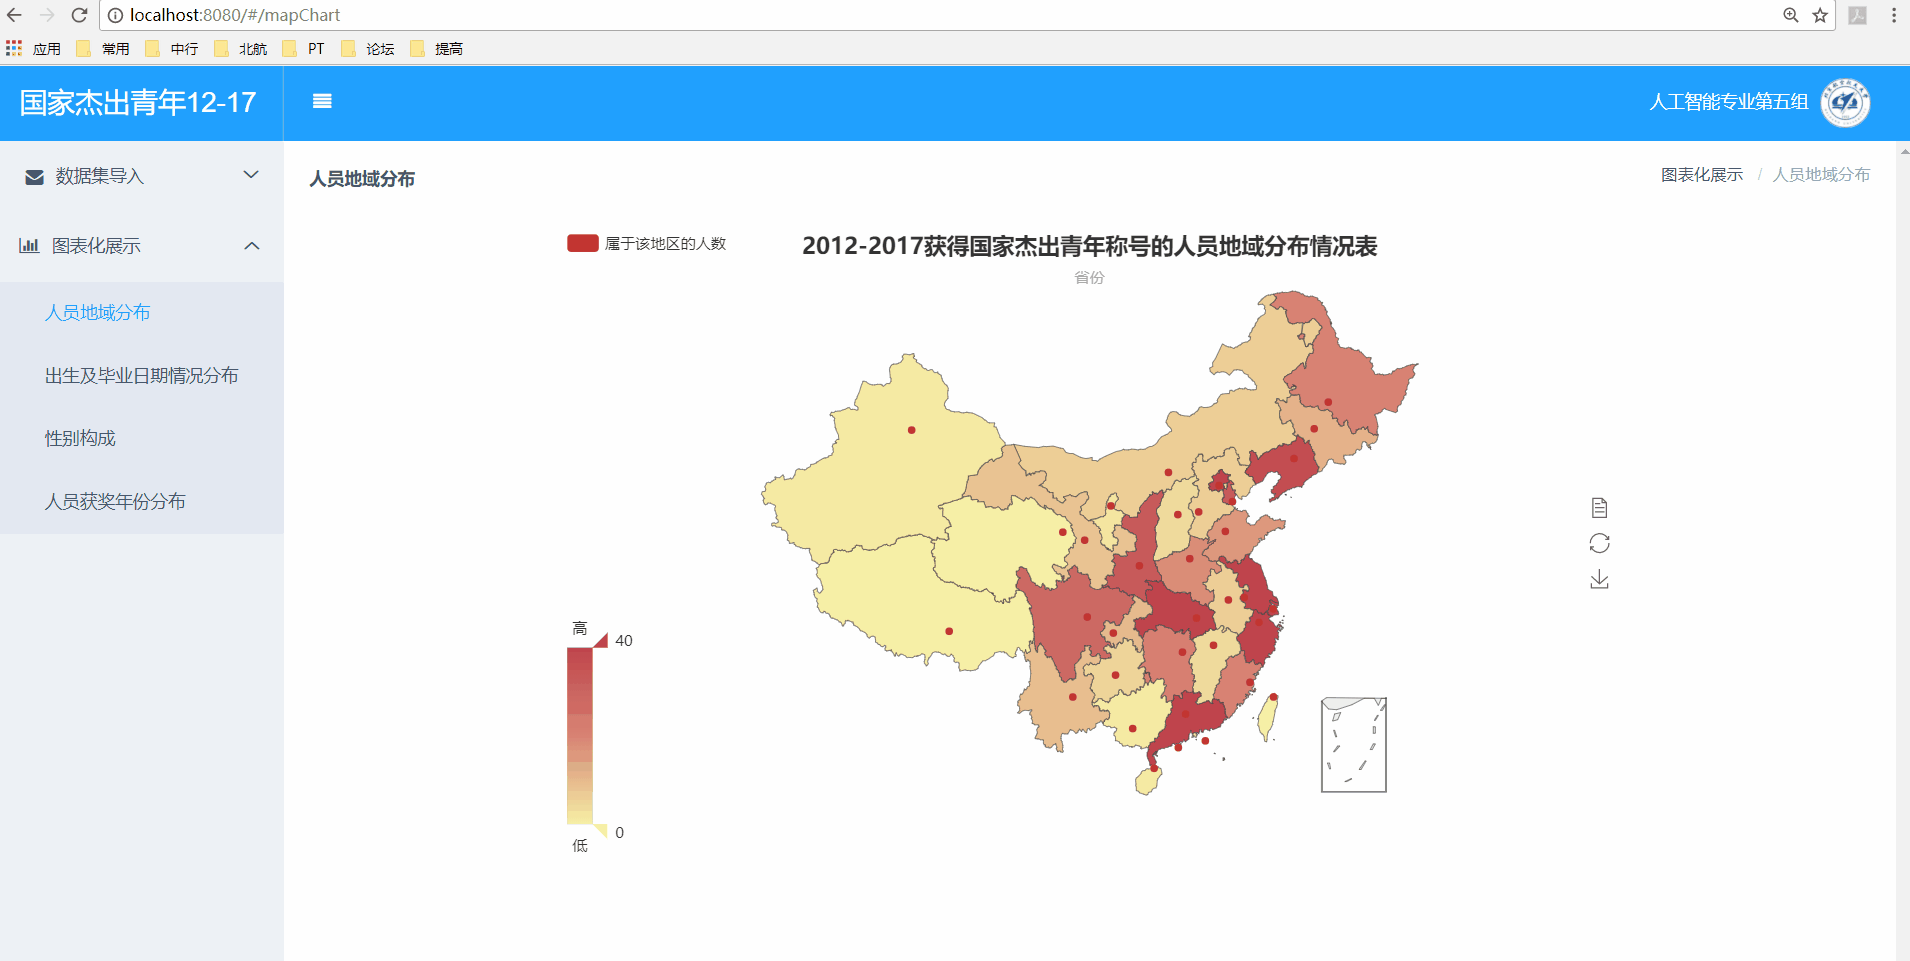 localhost:8080/#/mapChart
应用 常用 中行 北航 PT 论坛 提高
国家杰出青年12-17
人工智能专业第五组
数据集导入
图表化展示
人员地域分布
出生及毕业日期情况分布
性别构成
人员获奖年份分布
人员地域分布
图表化展示 / 人员地域分布
属于该地区的人数
2012-2017获得国家杰出青年称号的人员地域分布情况表
省份
高
40
0
低